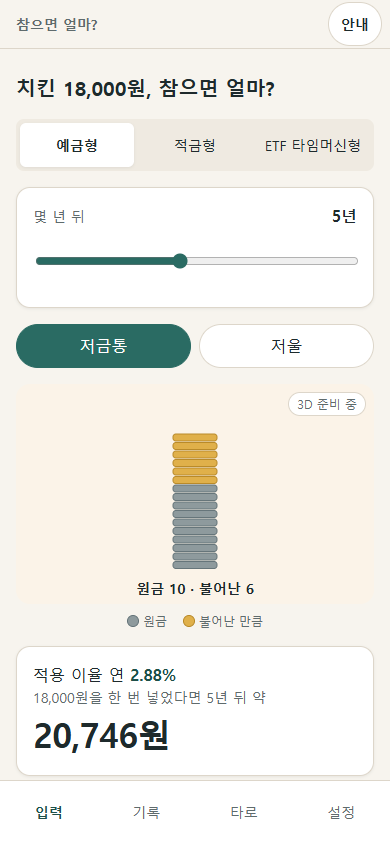 참으면 얼마?
안내
치킨 18,000원, 참으면 얼마?
예금형 적금형 ETF 타임머신형
몇 년 뒤 5년
저금통 저울
3D 준비 중
원금 10 · 불어난 6
원금 불어난 만큼
적용 이율 연 2.88%
18,000원을 한 번 넣었다면 5년 뒤 약
20,746원
입력 기록 타로 설정